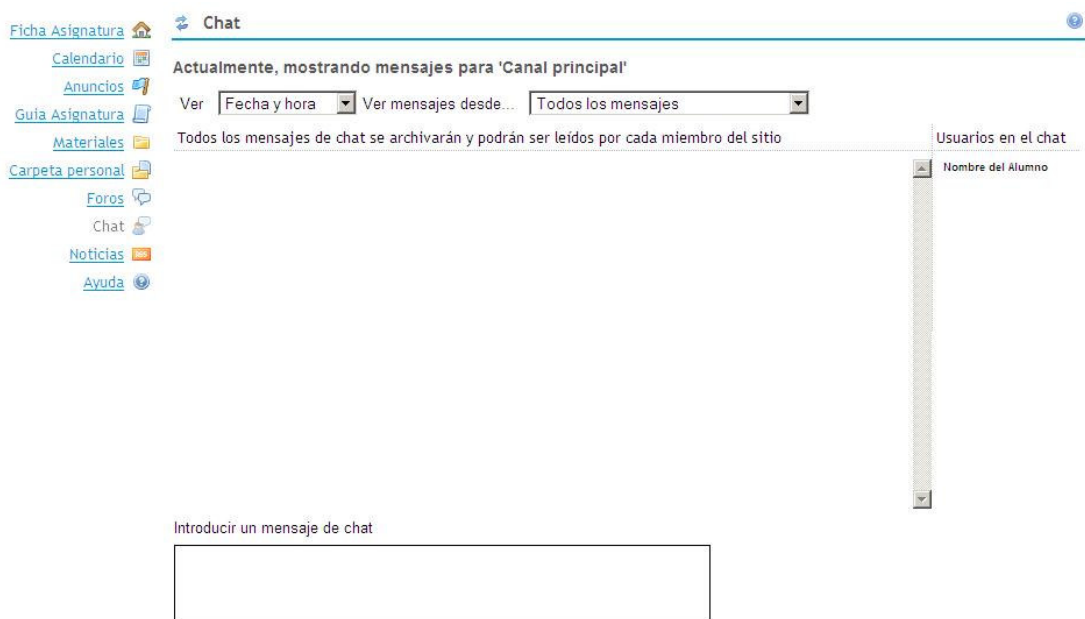 Ficha Asignatura
Calendario
Anuncios
Guia Asignatura
Materiales
Carpeta personal
Foros
Chat
Noticias
Ayuda
Chat
Actualmente, mostrando mensajes para 'Canal principal'
Ver Fecha y hora Ver mensajes desde... Todos los mensajes
Todos los mensajes de chat se archivarán y podrán ser leídos por cada miembro del sitio
Usuarios en el chat
Nombre del Alumno
Introducir un mensaje de chat